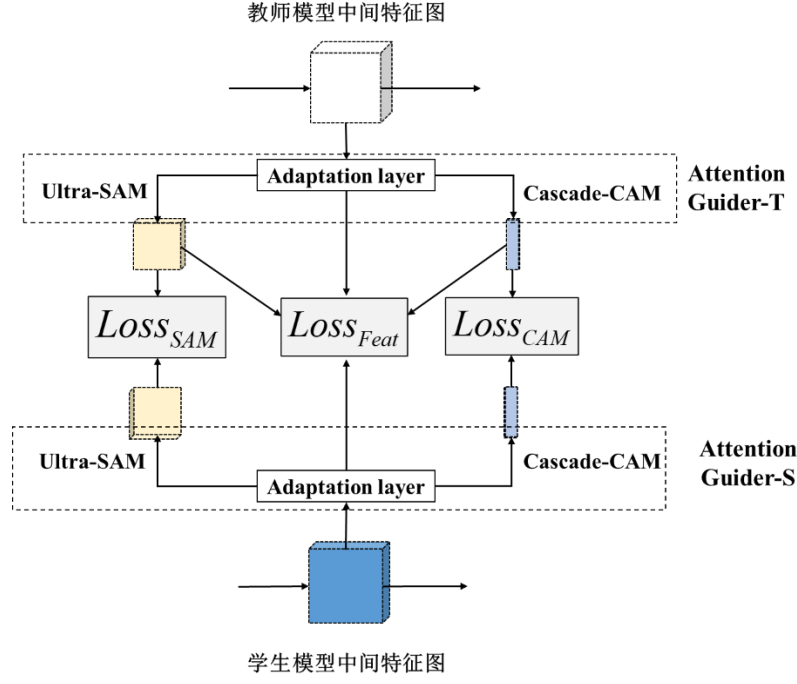 教师模型中间特征图
Adaptation layer
Ultra-SAM
Cascade-CAM
Attention
Guider-T
Loss_SAM
Loss_Feat
Loss_CAM
Ultra-SAM
Cascade-CAM
Adaptation layer
Attention
Guider-S
学生模型中间特征图